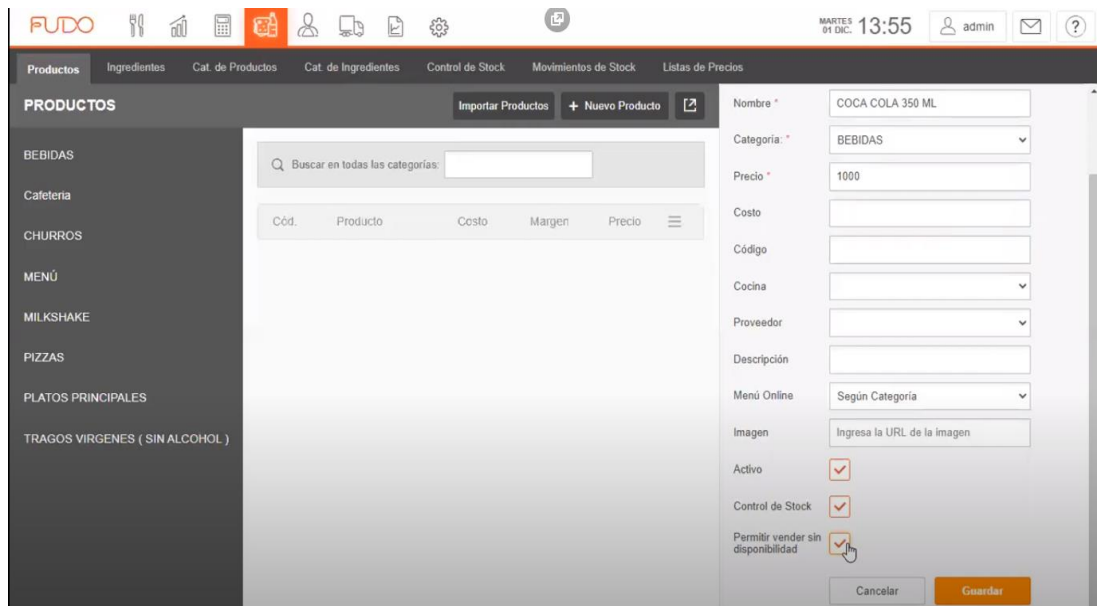 FUDO
MARTES
01 DIC. 13:55
admin
?
Productos Ingredientes Cat. de Productos Cat. de Ingredientes Control de Stock Movimientos de Stock Listas de Precios
PRODUCTOS
Importar Productos + Nuevo Producto
BEBIDAS
Cafeteria
CHURROS
MENÚ
MILKSHAKE
PIZZAS
PLATOS PRINCIPALES
TRAGOS VIRGENES ( SIN ALCOHOL )
Buscar en todas las categorías:
Cód. Producto Costo Margen Precio
Nombre * COCA COLA 350 ML
Categoria: * BEBIDAS
Precio * 1000
Costo
Código
Cocina
Proveedor
Descripción
Menú Online Según Categoría
Imagen Ingresa la URL de la imagen
Activo
Control de Stock
Permitir vender sin
disponibilidad
Cancelar Guardar